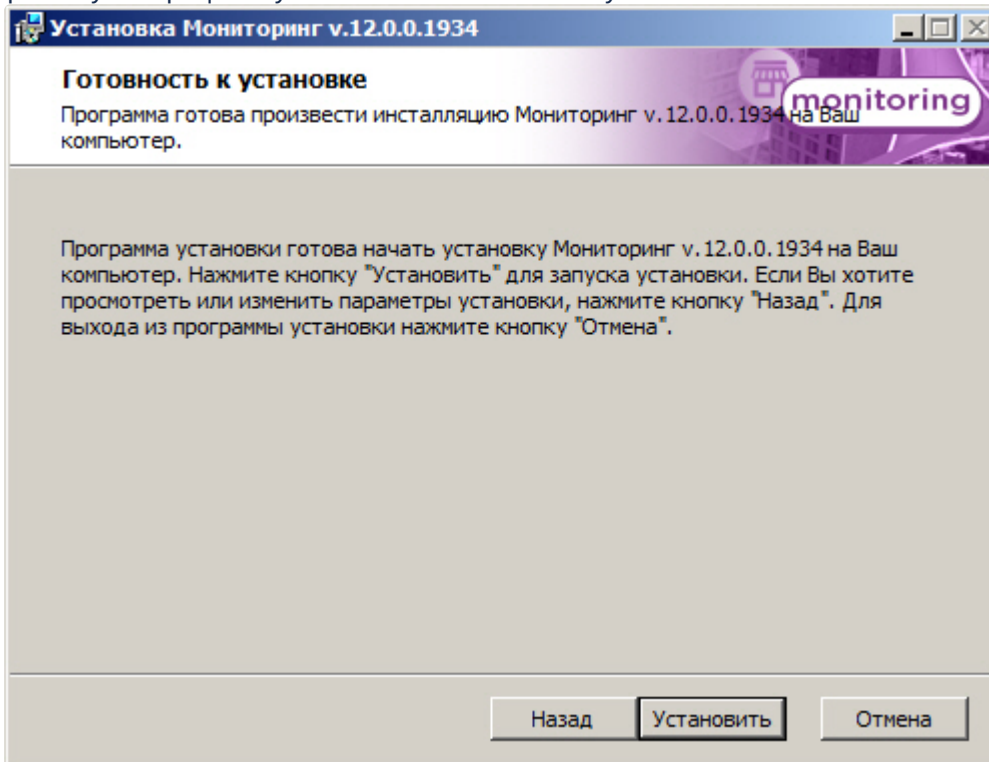 Установка Мониторинг v.12.0.0.1934
Готовность к установке
Программа готова произвести инсталляцию Мониторинг v.12.0.0.1934 на Ваш
компьютер.
monitoring
Программа установки готова начать установку Мониторинг v.12.0.0.1934 на Ваш
компьютер. Нажмите кнопку "Установить" для запуска установки. Если Вы хотите
просмотреть или изменить параметры установки, нажмите кнопку "Назад". Для
выхода из программы установки нажмите кнопку "Отмена".
Назад Установить Отмена